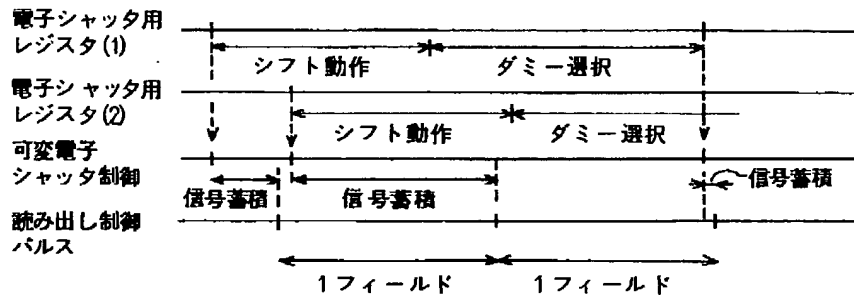 電子シャッタ用
レジスタ(1)
シフト動作
ダミー選択
電子シャッタ用
レジスタ(2)
シフト動作
ダミー選択
可変電子
シャッタ制御
信号蓄積
信号蓄積
信号蓄積
読み出し制御
パルス
1フィールド
1フィールド